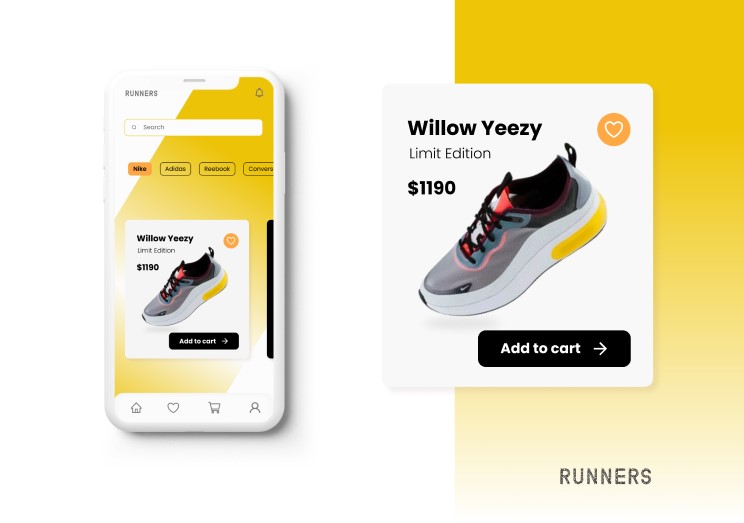 RUNNERS
Search
Nike Adidas Reebook Convers
Willow Yeezy
Limit Edition
$1190
Add to cart
Willow Yeezy
Limit Edition
$1190
Add to cart
RUNNERS